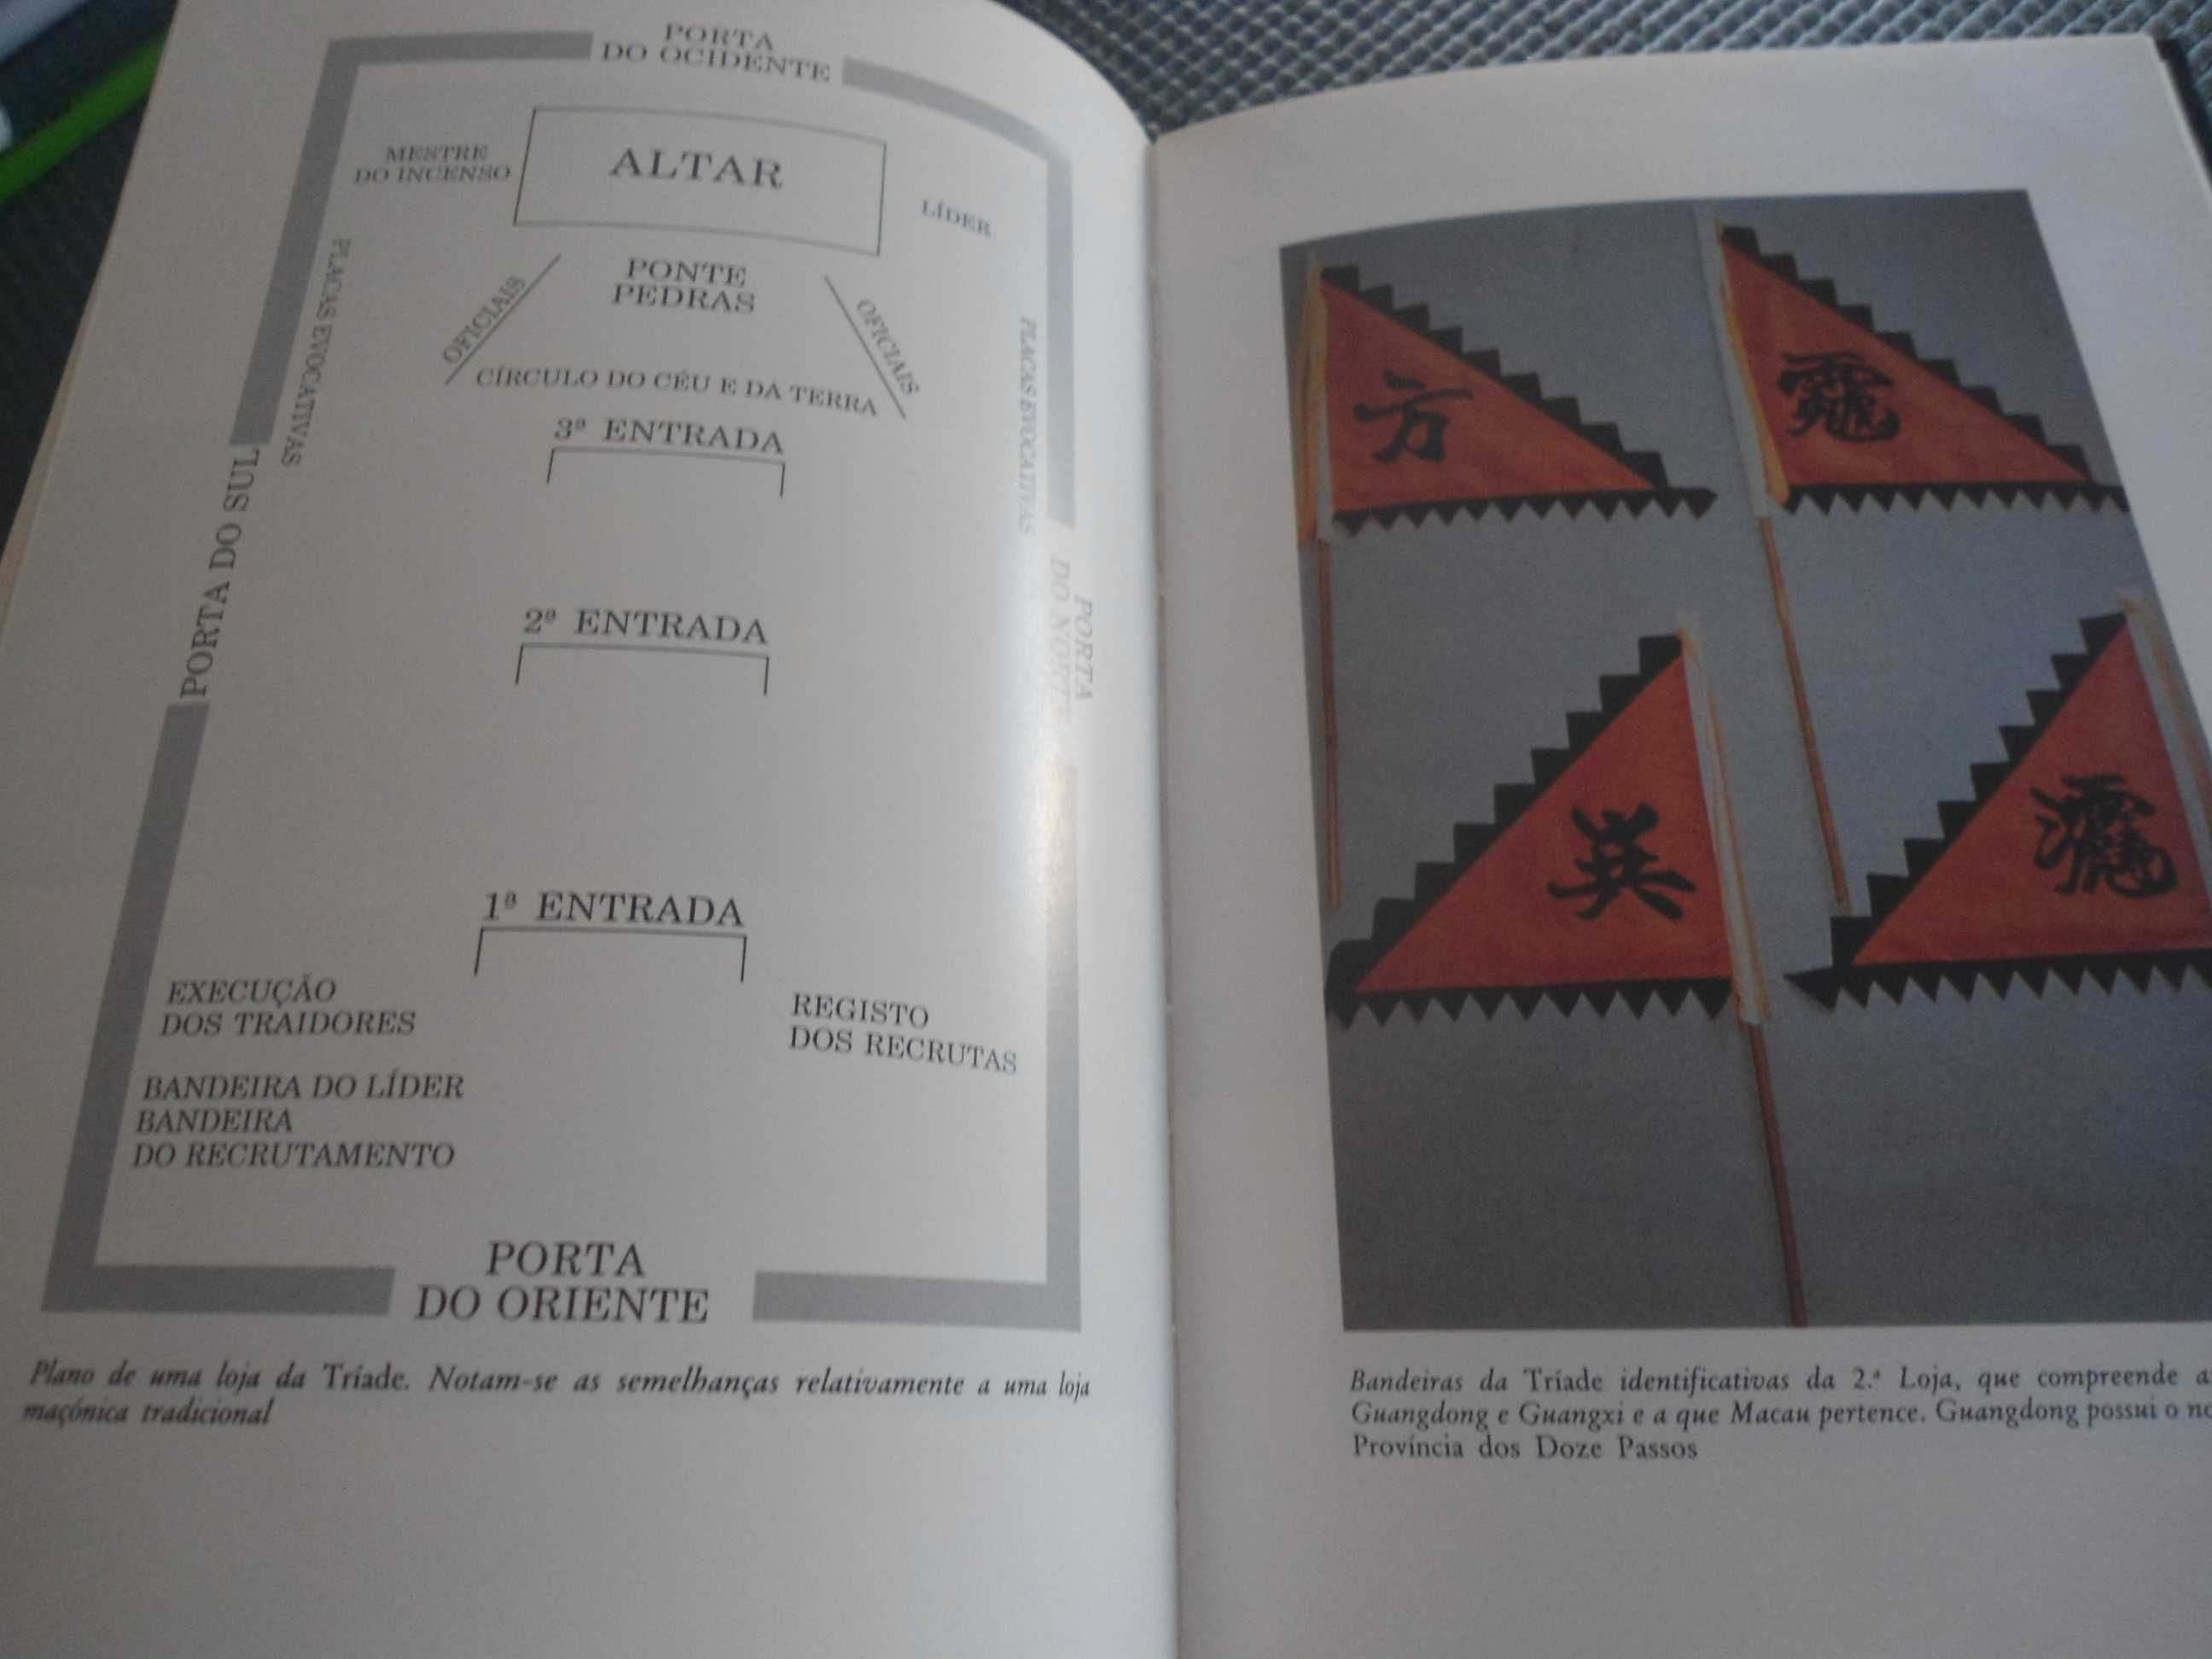 PORTA
DO OCIDENTE
MESTRE
DO INCENSO
ALTAR
LÍDER
PLACAS EVOCATIVAS
OFICIAIS
PONTE
PEDRAS
OFICIAIS
PLACAS EVOCATIVAS
CÍRCULO DO CÉU E DA TERRA
3ª ENTRADA
PORTA DO SUL
PORTA
DO NORTE
2ª ENTRADA
1ª ENTRADA
EXECUÇÃO
DOS TRAIDORES
REGISTO
DOS RECRUTAS
BANDEIRA DO LÍDER
BANDEIRA
DO RECRUTAMENTO
PORTA
DO ORIENTE
Plano de uma loja da Tríade. Notam-se as semelhanças relativamente a uma loja
maçónica tradicional
方
Bandeiras da Tríade identificativas da 2.ª Loja, que compreende
Guangdong e Guangxi e a que Macau pertence. Guangdong possui o
Província dos Doze Passos